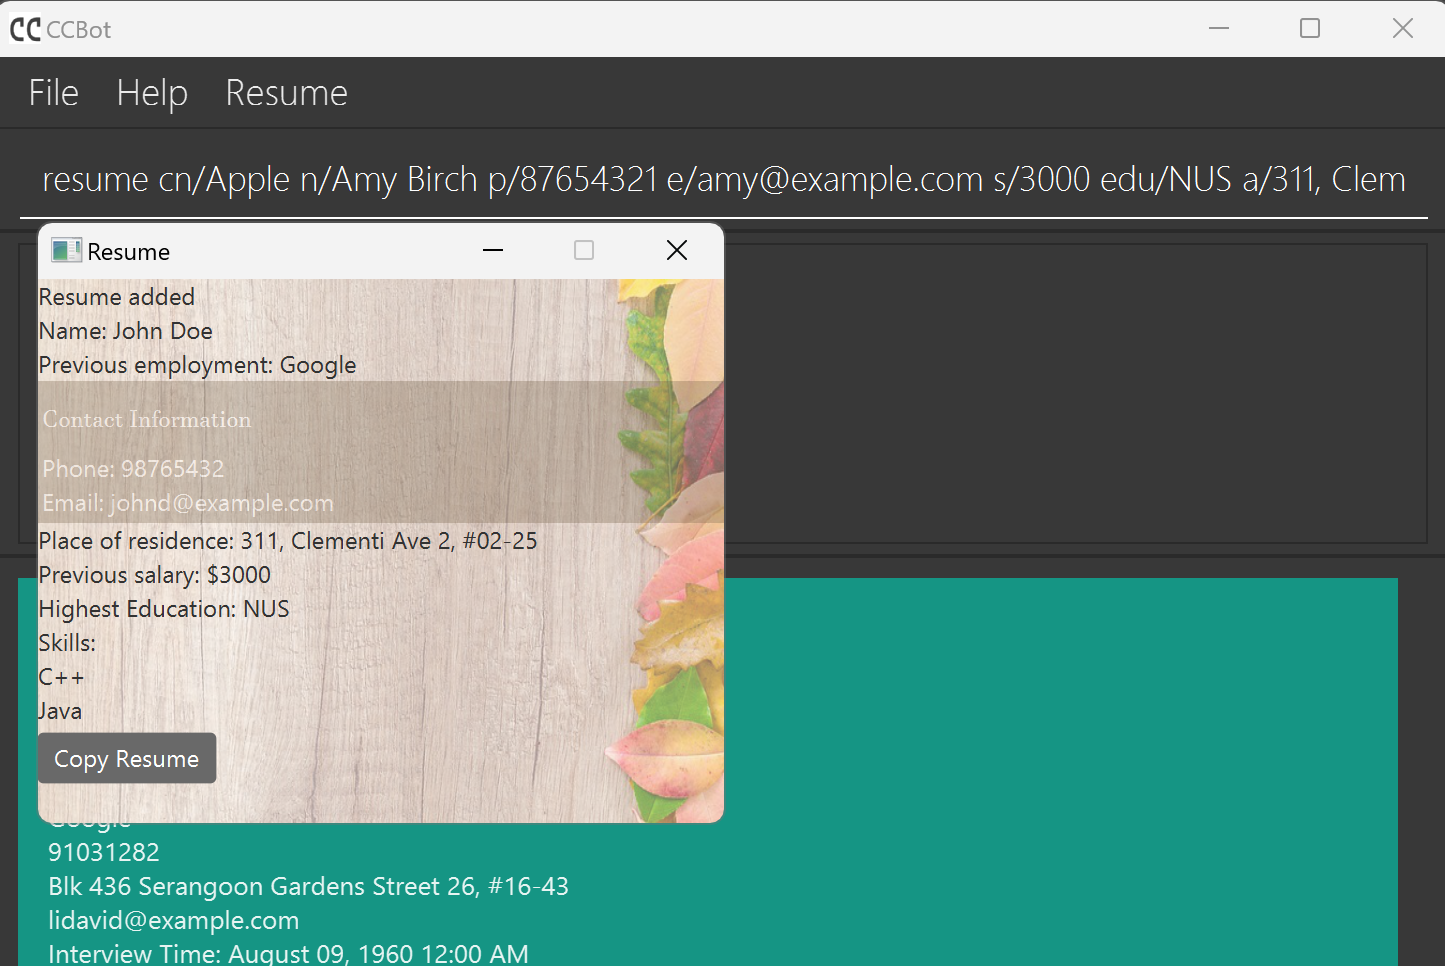 CC CCBot
File Help Resume
resume cn/Apple n/Amy Birch p/87654321 e/amy@example.com s/3000 edu/NUS a/311, Clem
Resume
Resume added
Name: John Doe
Previous employment: Google
Contact Information
Phone: 98765432
Email: johnd@example.com
Place of residence: 311, Clementi Ave 2, #02-25
Previous salary: $3000
Highest Education: NUS
Skills:
C++
Java
Copy Resume
Google
91031282
Blk 436 Serangoon Gardens Street 26, #16-43
lidavid@example.com
Interview Time: August 09, 1960 12:00 AM